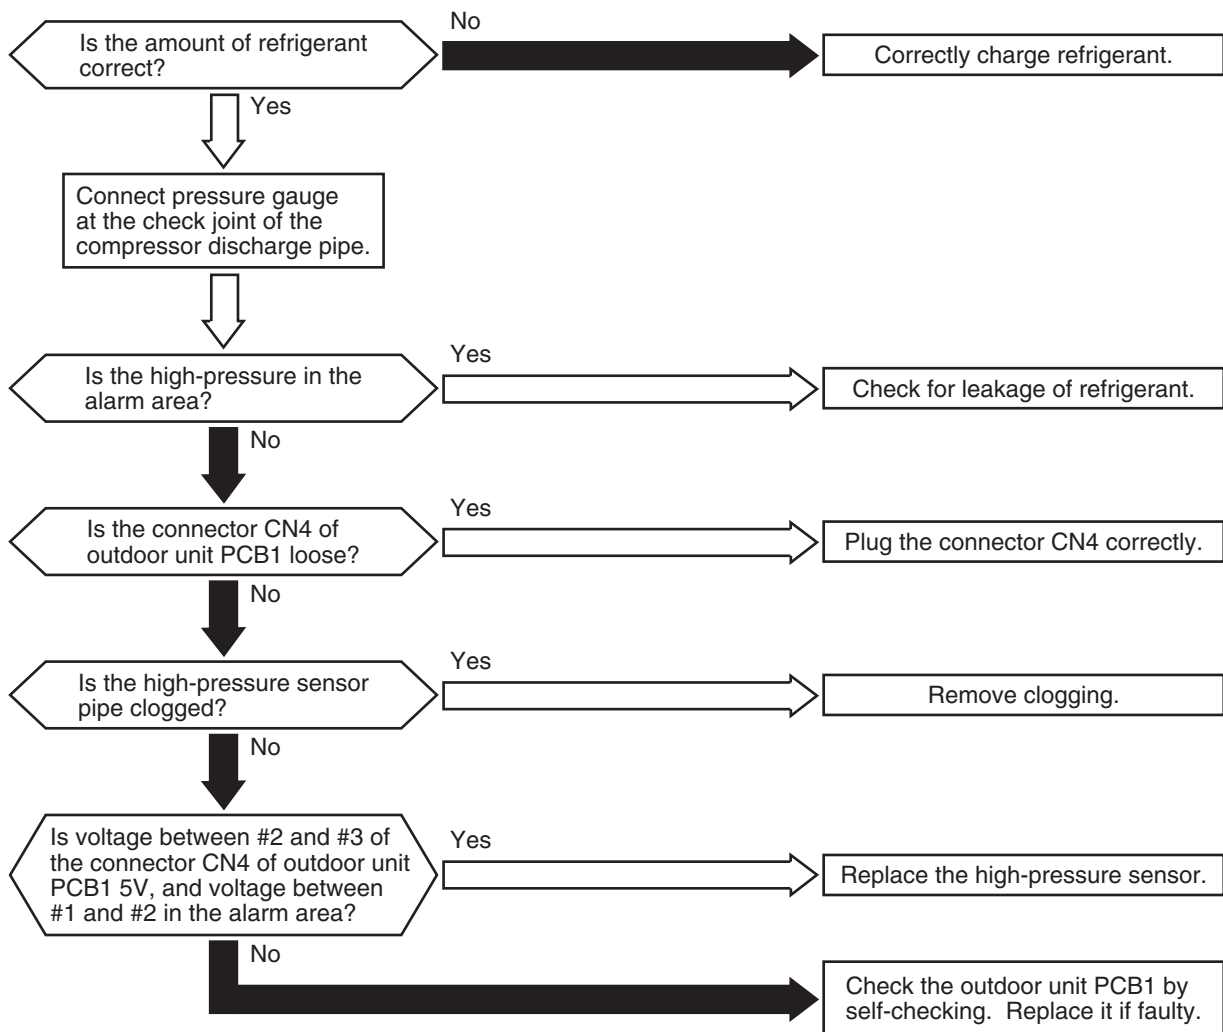 No
Is the amount of refrigerant
correct?
Correctly charge refrigerant.
Yes
Connect pressure gauge
at the check joint of the
compressor discharge pipe.
Yes
Is the high-pressure in the
alarm area?
Check for leakage of refrigerant.
No
Yes
Is the connector CN4 of
outdoor unit PCB1 loose?
Plug the connector CN4 correctly.
No
Yes
Is the high-pressure sensor
pipe clogged?
Remove clogging.
No
Yes
Is voltage between #2 and #3 of
the connector CN4 of outdoor unit
PCB1 5V, and voltage between
#1 and #2 in the alarm area?
Replace the high-pressure sensor.
No
Check the outdoor unit PCB1 by
self-checking. Replace it if faulty.